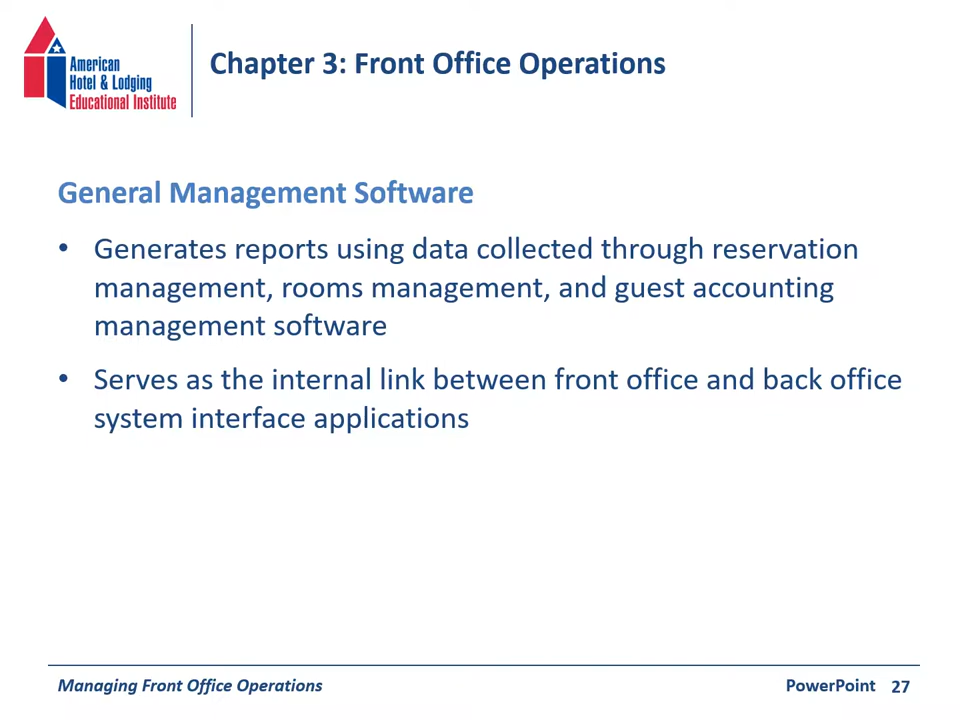 American
Hotel & Lodging
Educational Institute
Chapter 3: Front Office Operations
General Management Software
• Generates reports using data collected through reservation
management, rooms management, and guest accounting
management software
• Serves as the internal link between front office and back office
system interface applications
Managing Front Office Operations
PowerPoint 27